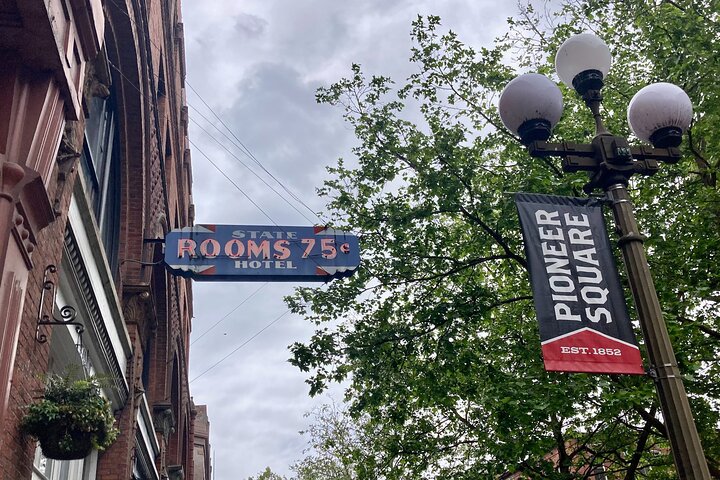 STATE
ROOMS 75¢
HOTEL
PIONEER
SQUARE
EST. 1852